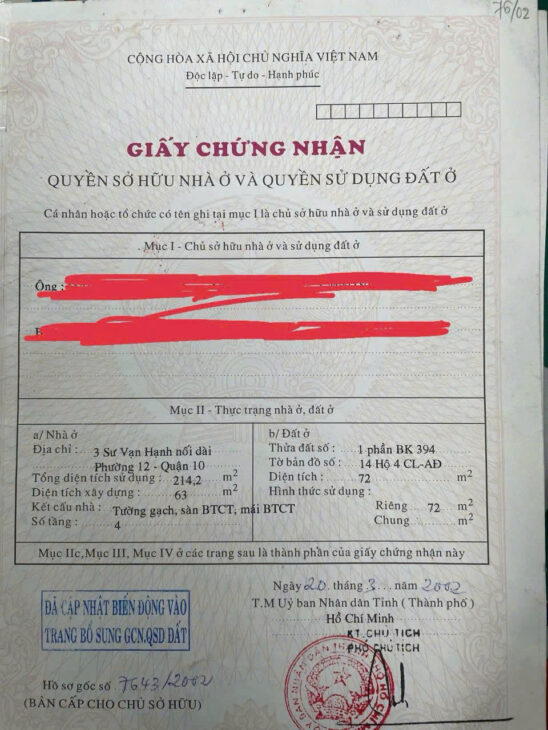 76/02
CỘNG HÒA XÃ HỘI CHỦ NGHĨA VIỆT NAM
Độc lập - Tự do - Hạnh phúc
GIẤY CHỨNG NHẬN
QUYỀN SỞ HỮU NHÀ Ở VÀ QUYỀN SỬ DỤNG ĐẤT Ở
Cá nhân hoặc tổ chức có tên ghi tại mục I là chủ sở hữu nhà ở và sử dụng đất ở
Mục I - Chủ sở hữu nhà ở và sử dụng đất ở
Ông :
Mục II - Thực trạng nhà ở, đất ở
a/ Nhà ở
Địa chỉ : 3 Sư Vạn Hạnh nối dài
Phường 12 - Quận 10
Tổng diện tích sử dụng : 214,2 m2
Diện tích xây dựng : 63 m2
Kết cấu nhà : Tường gạch, sàn BTCT, mái BTCT
Số tầng : 4
b/ Đất ở
Thửa đất số : 1 phần BK 394
Tờ bản đồ số : 14 Hộ 4 CL-AĐ
Diện tích : 72 m2
Hình thức sử dụng :
Riêng 72 m2
Chung m2
Mục IIc, Mục III, Mục IV ở các trang sau là thành phần của giấy chứng nhận này
Ngày 20 tháng 3 năm 2002
T.M Uỷ ban Nhân dân Tỉnh ( Thành phố )
Hồ Chí Minh
KT.CHỦ TỊCH
PHÓ CHỦ TỊCH
ĐÃ CẬP NHẬT BIẾN ĐỘNG VÀO
TRANG BỔ SUNG GCN.QSD ĐẤT
Hồ sơ gốc số 7643/2002
(BẢN CẤP CHO CHỦ SỞ HỮU)